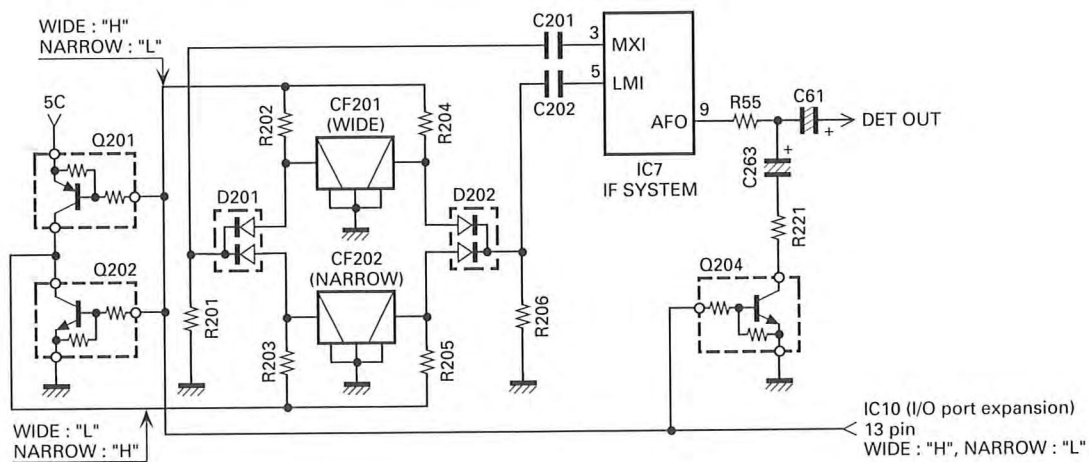 WIDE : "H"
NARROW : "L"
5C
Q201
Q202
R202
CF201
(WIDE)
R204
D201
D202
CF202
(NARROW)
R201
R203
R205
R206
C201
C202
3
MXI
5
LMI
AFO
9
IC7
IF SYSTEM
R55
C61
+
DET OUT
+
C263
R221
Q204
WIDE : "L"
NARROW : "H"
IC10 (I/O port expansion)
13 pin
WIDE : "H", NARROW : "L"